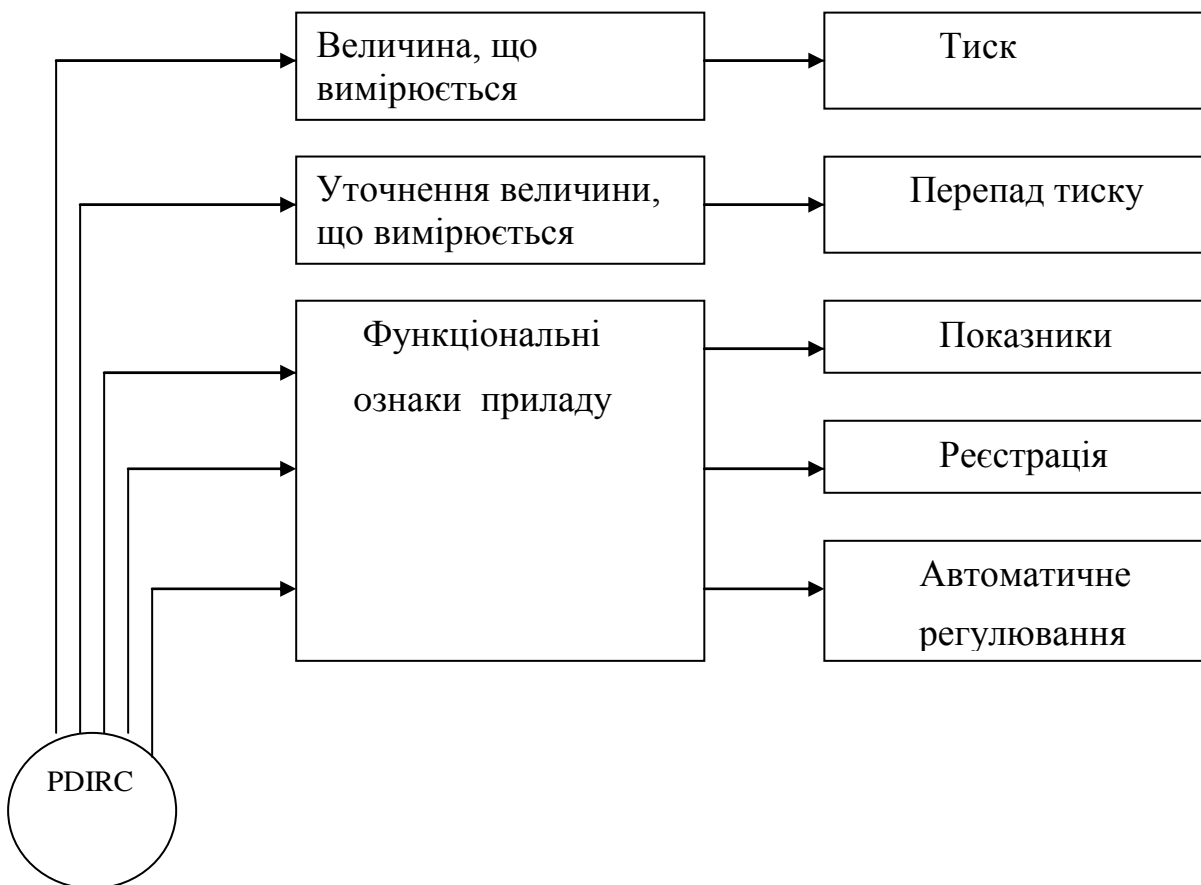 Величина, що
вимірюється
Тиск
Уточнення величини,
що вимірюється
Перепад тиску
Функціональні
ознаки приладу
Показники
Реєстрація
Автоматичне
регулювання
PDIRC